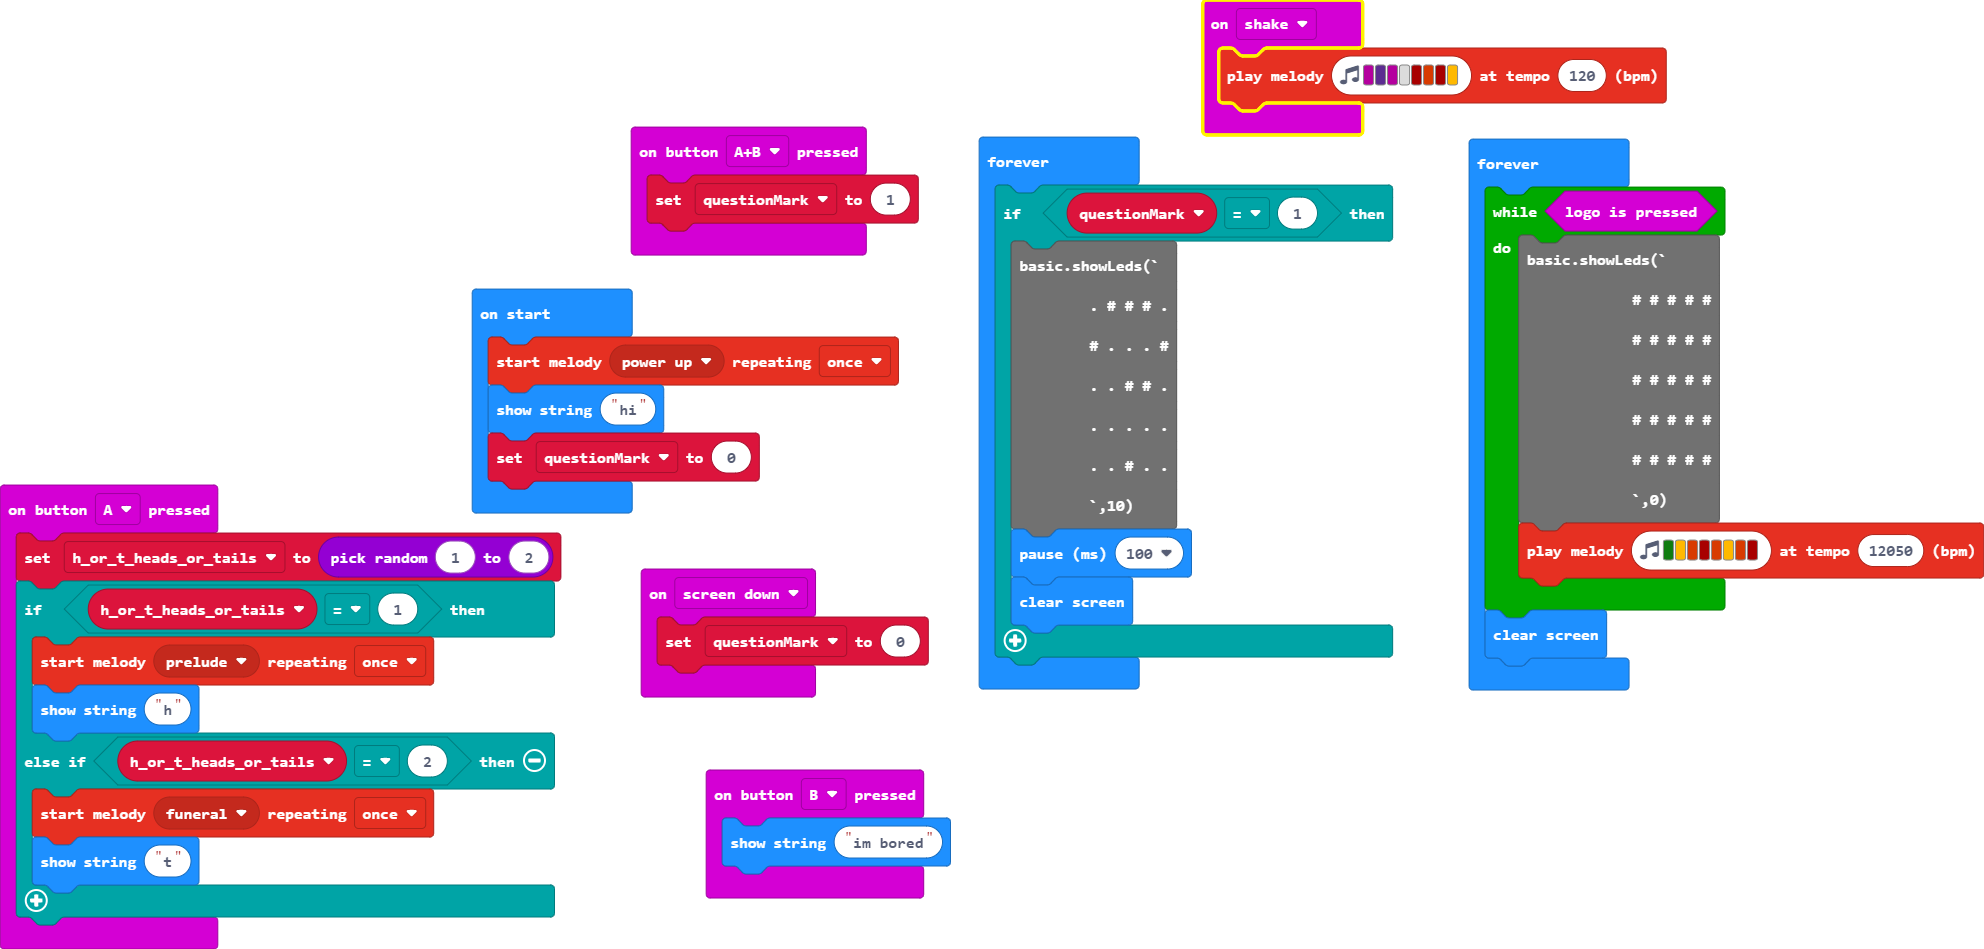 on shake
play melody at tempo 120 (bpm)
on button A+B pressed
set questionMark to 1
on start
start melody power up repeating once
show string "hi"
set questionMark to 0
on button A pressed
set h_or_t_heads_or_tails to pick random 1 to 2
if h_or_t_heads_or_tails = 1 then
start melody prelude repeating once
show string "h"
else if h_or_t_heads_or_tails = 2 then
start melody funeral repeating once
show string "t"
on screen down
set questionMark to 0
on button B pressed
show string "im bored"
forever
if questionMark = 1 then
basic.showLeds(`
. # # # .
# . . . #
. . # # .
. . . . .
. . # . .
`,10)
pause (ms) 100
clear screen
forever
while logo is pressed
do
basic.showLeds(`
# # # # #
# # # # #
# # # # #
# # # # #
# # # # #
`,0)
play melody at tempo 12050 (bpm)
clear screen